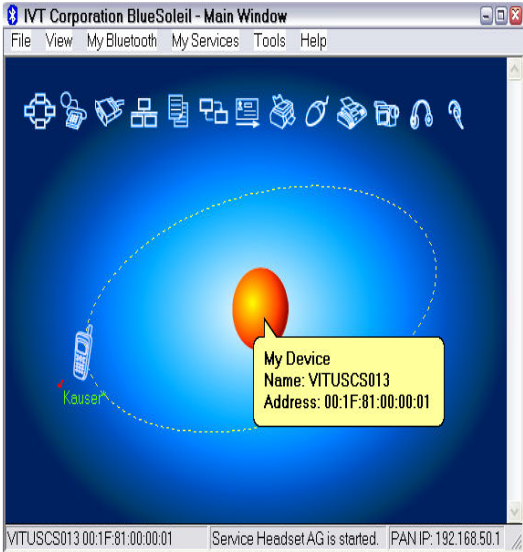 IVT Corporation BlueSoleil - Main Window
File View My Bluetooth My Services Tools Help
My Device
Name: VITUSCS013
Address: 00:1F:81:00:00:01
Kauser
VITUSCS013 00:1F:81:00:00:01 Service Headset AG is started. PAN IP: 192.168.50.1